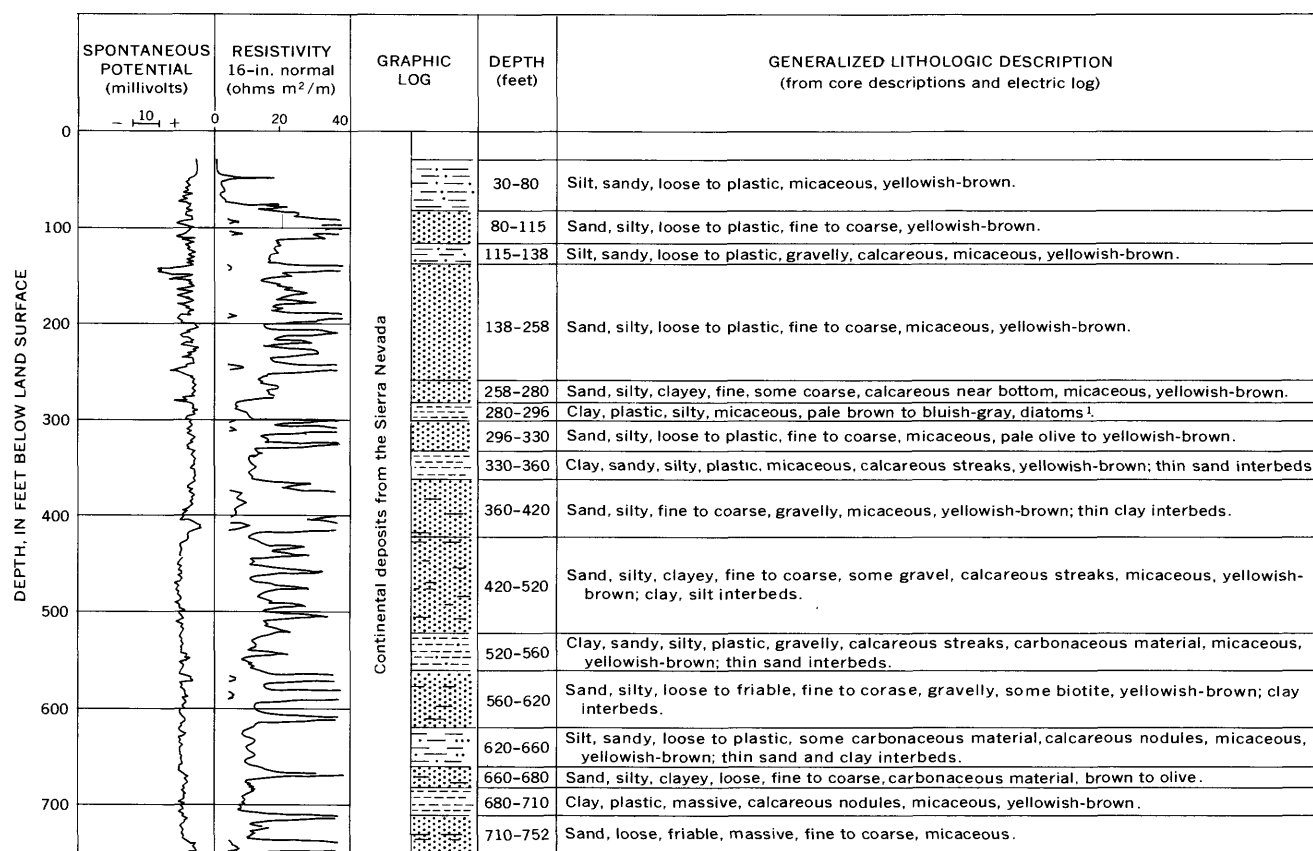 SPONTANEOUS
POTENTIAL
(millivolts)
− 10 +
RESISTIVITY
16-in. normal
(ohms m²/m)
0 20 40
GRAPHIC
LOG
DEPTH
(feet)
GENERALIZED LITHOLOGIC DESCRIPTION
(from core descriptions and electric log)
DEPTH, IN FEET BELOW LAND SURFACE
0
100
200
300
400
500
600
700
Continental deposits from the Sierra Nevada
30-80 Silt, sandy, loose to plastic, micaceous, yellowish-brown.
80-115 Sand, silty, loose to plastic, fine to coarse, yellowish-brown.
115-138 Silt, sandy, loose to plastic, gravelly, calcareous, micaceous, yellowish-brown.
138-258 Sand, silty, loose to plastic, fine to coarse, micaceous, yellowish-brown.
258-280 Sand, silty, clayey, fine, some coarse, calcareous near bottom, micaceous, yellowish-brown.
280-296 Clay, plastic, silty, micaceous, pale brown to bluish-gray, diatoms¹.
296-330 Sand, silty, loose to plastic, fine to coarse, micaceous, pale olive to yellowish-brown.
330-360 Clay, sandy, silty, plastic, micaceous, calcareous streaks, yellowish-brown; thin sand interbeds
360-420 Sand, silty, fine to coarse, gravelly, micaceous, yellowish-brown; thin clay interbeds.
420-520 Sand, silty, clayey, fine to coarse, some gravel, calcareous streaks, micaceous, yellowish-
brown; clay, silt interbeds.
520-560 Clay, sandy, silty, plastic, gravelly, calcareous streaks, carbonaceous material, micaceous,
yellowish-brown; thin sand interbeds.
560-620 Sand, silty, loose to friable, fine to corase, gravelly, some biotite, yellowish-brown; clay
interbeds.
620-660 Silt, sandy, loose to plastic, some carbonaceous material, calcareous nodules, micaceous,
yellowish-brown; thin sand and clay interbeds.
660-680 Sand, silty, clayey, loose, fine to coarse, carbonaceous material, brown to olive.
680-710 Clay, plastic, massive, calcareous nodules, micaceous, yellowish-brown.
710-752 Sand, loose, friable, massive, fine to coarse, micaceous.